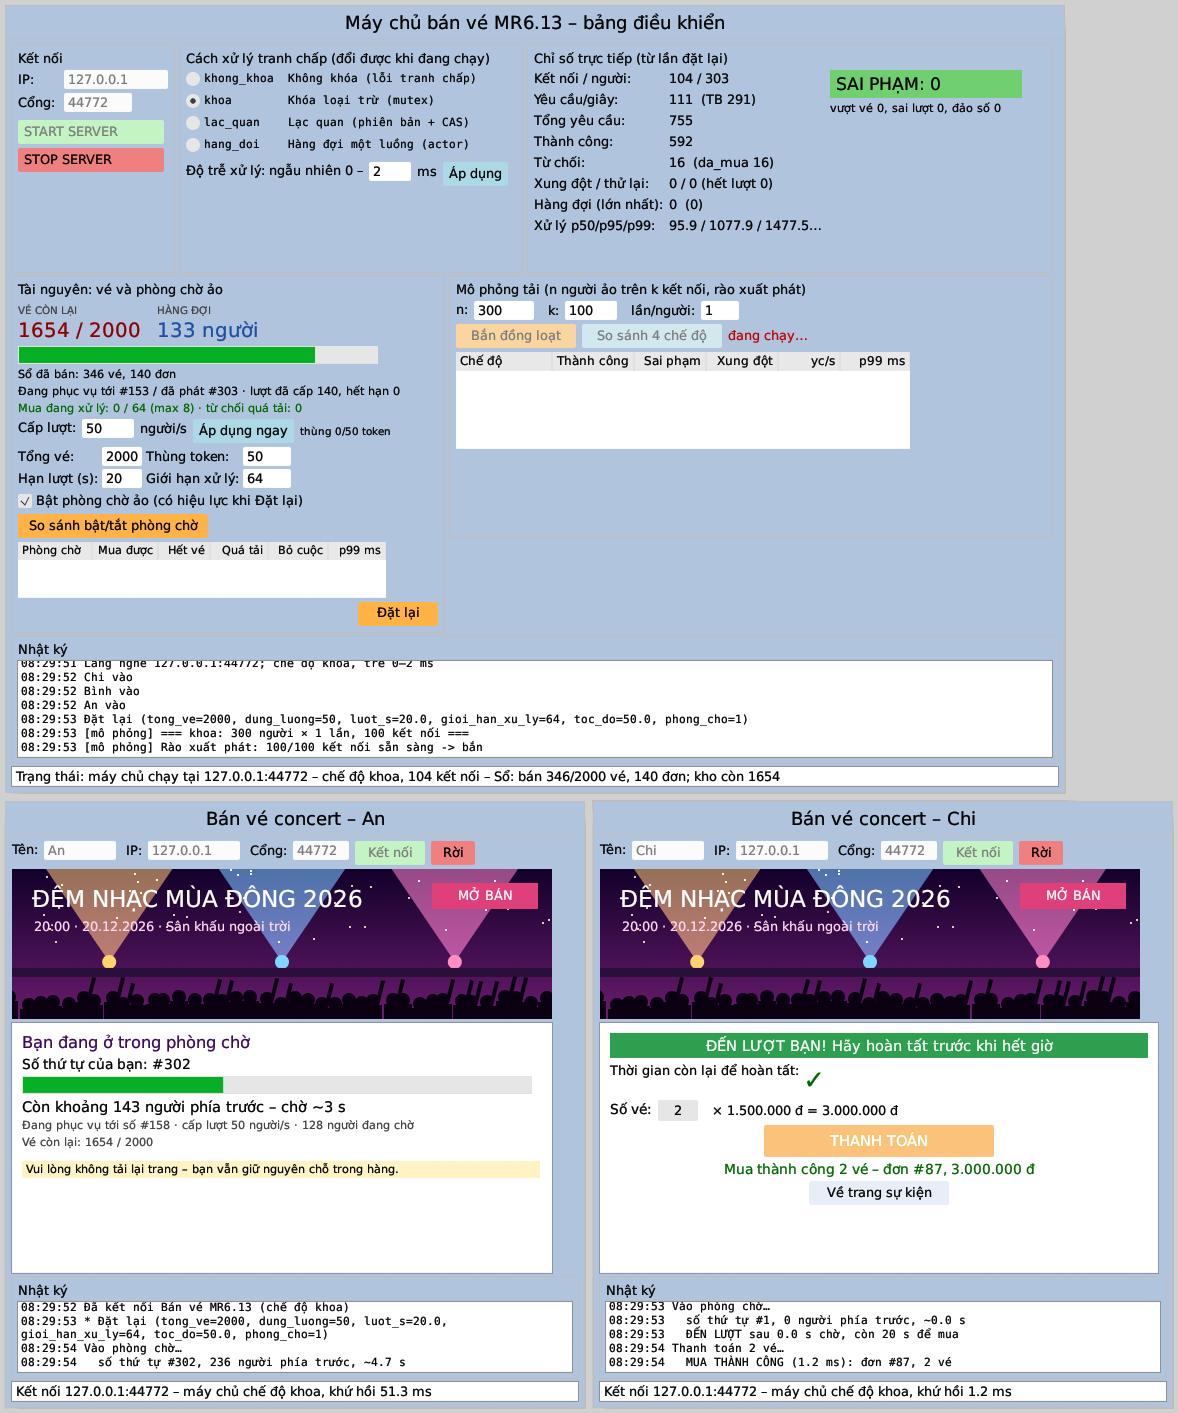 Máy chủ bán vé MR6.13 – bảng điều khiển
Kết nối
IP: 127.0.0.1
Cổng: 44772
START SERVER
STOP SERVER
Cách xử lý tranh chấp (đổi được khi đang chạy)
khong_khoa Không khóa (lỗi tranh chấp)
khoa Khóa loại trừ (mutex)
lac_quan Lạc quan (phiên bản + CAS)
hang_doi Hàng đợi một luồng (actor)
Độ trễ xử lý: ngẫu nhiên 0 – 2 ms Áp dụng
Chỉ số trực tiếp (từ lần đặt lại)
Kết nối / người: 104 / 303
Yêu cầu/giây: 111 (TB 291)
Tổng yêu cầu: 755
Thành công: 592
Từ chối: 16 (da_mua 16)
Xung đột / thử lại: 0 / 0 (hết lượt 0)
Hàng đợi (lớn nhất): 0 (0)
Xử lý p50/p95/p99: 95.9 / 1077.9 / 1477.5…
SAI PHẠM: 0
vượt vé 0, sai lượt 0, đảo số 0
Tài nguyên: vé và phòng chờ ảo
VÉ CÒN LẠI HÀNG ĐỢI
1654 / 2000 133 người
Sổ đã bán: 346 vé, 140 đơn
Đang phục vụ tới #153 / đã phát #303 · lượt đã cấp 140, hết hạn 0
Mua đang xử lý: 0 / 64 (max 8) · từ chối quá tải: 0
Cấp lượt: 50 người/s Áp dụng ngay thùng 0/50 token
Tổng vé: 2000 Thùng token: 50
Hạn lượt (s): 20 Giới hạn xử lý: 64
Bật phòng chờ ảo (có hiệu lực khi Đặt lại)
So sánh bật/tắt phòng chờ
Phòng chờ Mua được Hết vé Quá tải Bỏ cuộc p99 ms
Đặt lại
Mô phỏng tải (n người ảo trên k kết nối, rào xuất phát)
n: 300 k: 100 lần/người: 1
Bắn đồng loạt So sánh 4 chế độ đang chạy…
Chế độ Thành công Sai phạm Xung đột yc/s p99 ms
Nhật ký
08:29:51 Lắng nghe 127.0.0.1:44772; chế độ khoa, trễ 0–2 ms
08:29:52 Chi vào
08:29:52 Bình vào
08:29:52 An vào
08:29:53 Đặt lại (tong_ve=2000, dung_luong=50, luot_s=20.0, gioi_han_xu_ly=64, toc_do=50.0, phong_cho=1)
08:29:53 [mô phỏng] === khoa: 300 người × 1 lần, 100 kết nối ===
08:29:53 [mô phỏng] Rào xuất phát: 100/100 kết nối sẵn sàng -> bắn
Trạng thái: máy chủ chạy tại 127.0.0.1:44772 – chế độ khoa, 104 kết nối – Sổ: bán 346/2000 vé, 140 đơn; kho còn 1654
Bán vé concert – An
Tên: An IP: 127.0.0.1 Cổng: 44772 Kết nối Rời
ĐÊM NHẠC MÙA ĐÔNG 2026
MỞ BÁN
20:00 · 20.12.2026 · Sân khấu ngoài trời
Bạn đang ở trong phòng chờ
Số thứ tự của bạn: #302
Còn khoảng 143 người phía trước – chờ ~3 s
Đang phục vụ tới số #158 · cấp lượt 50 người/s · 128 người đang chờ
Vé còn lại: 1654 / 2000
Vui lòng không tải lại trang – bạn vẫn giữ nguyên chỗ trong hàng.
Nhật ký
08:29:52 Đã kết nối Bán vé MR6.13 (chế độ khoa)
08:29:53 * Đặt lại (tong_ve=2000, dung_luong=50, luot_s=20.0,
gioi_han_xu_ly=64, toc_do=50.0, phong_cho=1)
08:29:54 Vào phòng chờ…
08:29:54 số thứ tự #302, 236 người phía trước, ~4.7 s
Kết nối 127.0.0.1:44772 – máy chủ chế độ khoa, khứ hồi 51.3 ms
Bán vé concert – Chi
Tên: Chi IP: 127.0.0.1 Cổng: 44772 Kết nối Rời
ĐÊM NHẠC MÙA ĐÔNG 2026
MỞ BÁN
20:00 · 20.12.2026 · Sân khấu ngoài trời
ĐẾN LƯỢT BẠN! Hãy hoàn tất trước khi hết giờ
Thời gian còn lại để hoàn tất: ✓
Số vé: 2 × 1.500.000 đ = 3.000.000 đ
THANH TOÁN
Mua thành công 2 vé – đơn #87, 3.000.000 đ
Về trang sự kiện
Nhật ký
08:29:53 Vào phòng chờ…
08:29:53 số thứ tự #1, 0 người phía trước, ~0.0 s
08:29:53 ĐẾN LƯỢT sau 0.0 s chờ, còn 20 s để mua
08:29:54 Thanh toán 2 vé…
08:29:54 MUA THÀNH CÔNG (1.2 ms): đơn #87, 2 vé
Kết nối 127.0.0.1:44772 – máy chủ chế độ khoa, khứ hồi 1.2 ms